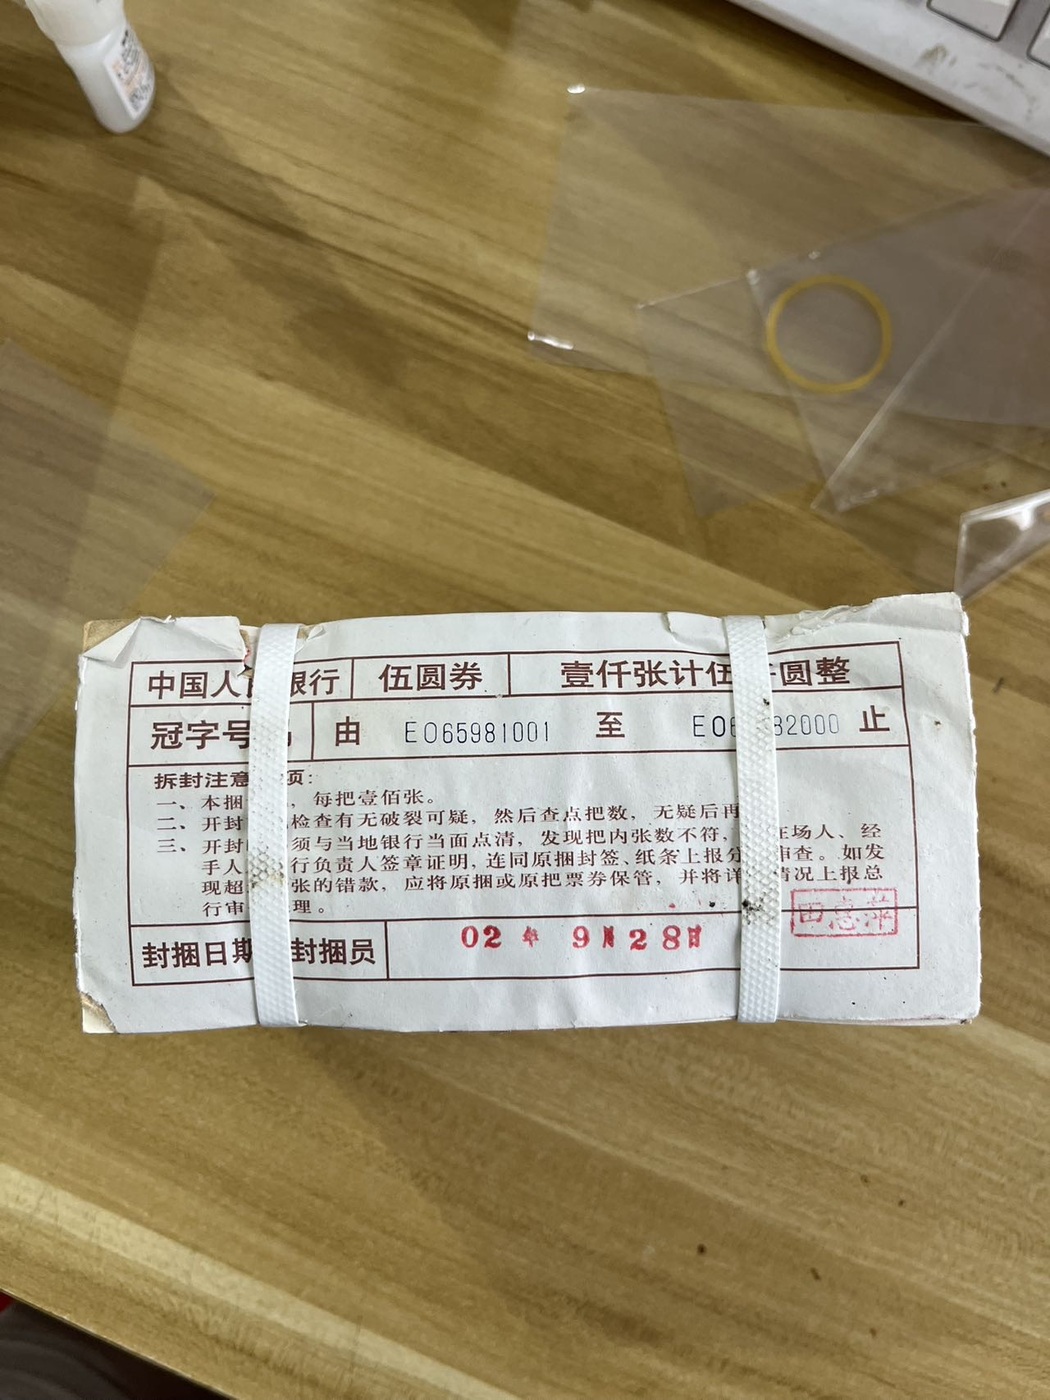 中国人 银行 伍圆券 壹仟张计伍 圆整
冠字号 由 EO65981001 至 EO6 82000 止
拆封注意 项：
一、本捆 ，每把壹佰张。
二、开封 检查有无破裂可疑，然后查点把数，无疑后再
三、开封 须与当地银行当面点清，发现把内张数不符， 在场人、经
手人 行负责人签章证明，连同原捆封签、纸条上报分 审查。如发
现超 张的错款，应将原捆或原把票券保管，并将详 情况上报总
行审 理。
封捆日期 封捆员 02 年 9 月 28 日